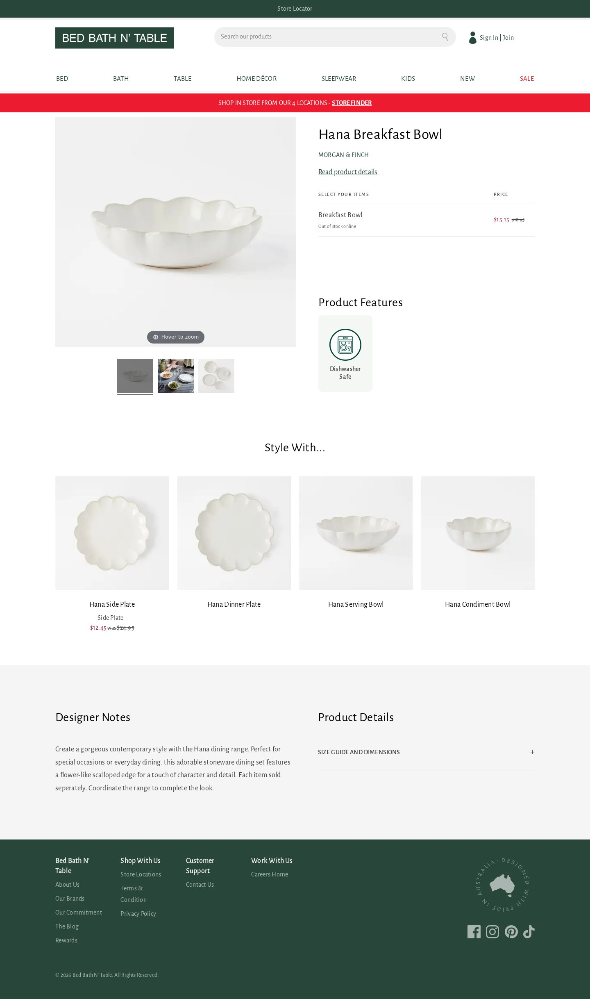 Store Locator
BED BATH N' TABLE
Search our products
Sign In | Join
BED
BATH
TABLE
HOME DÉCOR
SLEEPWEAR
KIDS
NEW
SALE
SHOP IN STORE FROM OUR 4 LOCATIONS - STORE FINDER
Hover to zoom
Hana Breakfast Bowl
MORGAN & FINCH
Read product details
SELECT YOUR ITEMS
PRICE
Breakfast Bowl
Out of stock online
$15.15 $18.95
Product Features
Dishwasher
Safe
Style With...
Hana Side Plate
Side Plate
$12.45 was $24.95
Hana Dinner Plate
Hana Serving Bowl
Hana Condiment Bowl
Designer Notes
Create a gorgeous contemporary style with the Hana dining range. Perfect for
special occasions or everyday dining, this adorable stoneware dining set features
a flower-like scalloped edge for a touch of character and detail. Each item sold
seperately. Coordinate the range to complete the look.
Product Details
SIZE GUIDE AND DIMENSIONS +
Bed Bath N'
Table
About Us
Our Brands
Our Commitment
The Blog
Rewards
Shop With Us
Store Locations
Terms &
Condition
Privacy Policy
Customer
Support
Contact Us
Work With Us
Careers Home
· DESIGNED WITH PRIDE IN AUSTRALIA
© 2026 Bed Bath N' Table. All Rights Reserved.